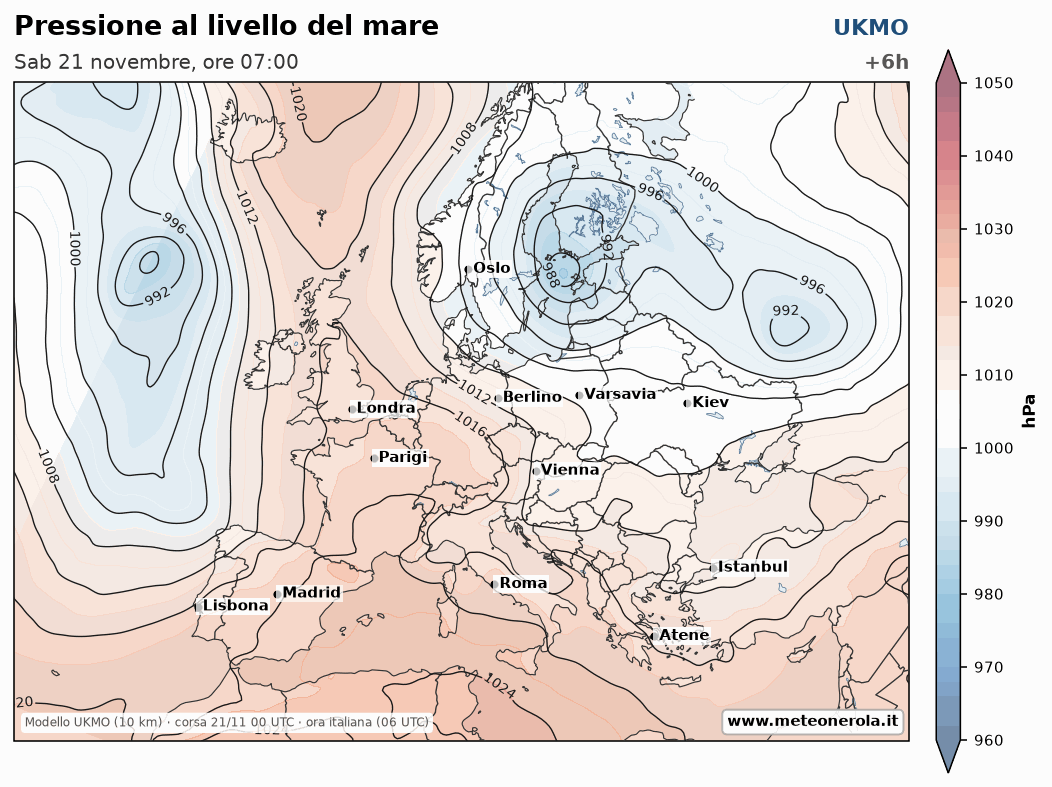 Pressione al livello del mare
UKMO
Sab 21 novembre, ore 07:00
+6h
1020
1008
1012
996
1000
992
1008
996
1000
992
988
996
992
Oslo
1012
1016
Berlino
Varsavia
Kiev
Londra
Parigi
Vienna
Istanbul
Roma
Madrid
Lisbona
Atene
1024
20
1024
Modello UKMO (10 km) · corsa 21/11 00 UTC · ora italiana (06 UTC)
www.meteonerola.it
1050
1040
1030
1020
1010
1000
990
980
970
960
hPa